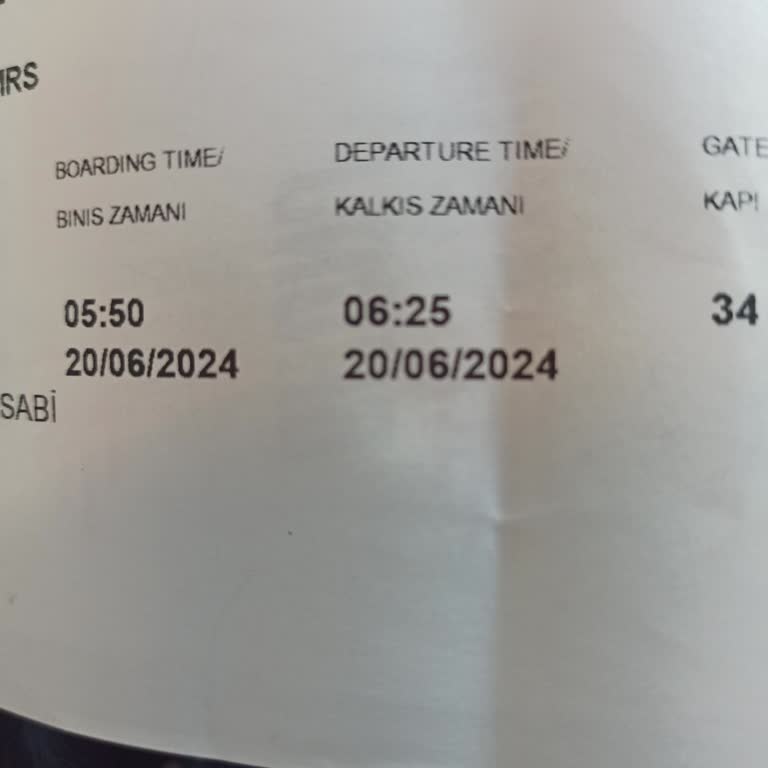 MRS
BOARDING TIME/ DEPARTURE TIME/ GATE
BINIS ZAMANI KALKIS ZAMANI KAPI
05:50 06:25 34
20/06/2024 20/06/2024
SABİ